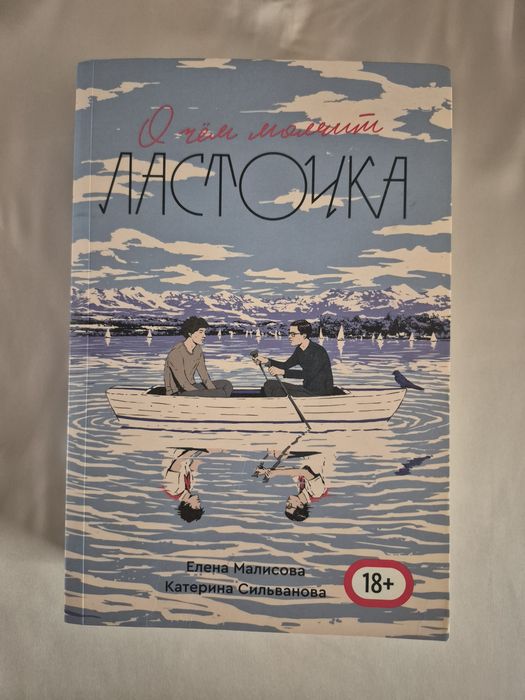 О чём молчит
ЛАСТОЧКА
Елена Малисова
Катерина Сильванова
18+